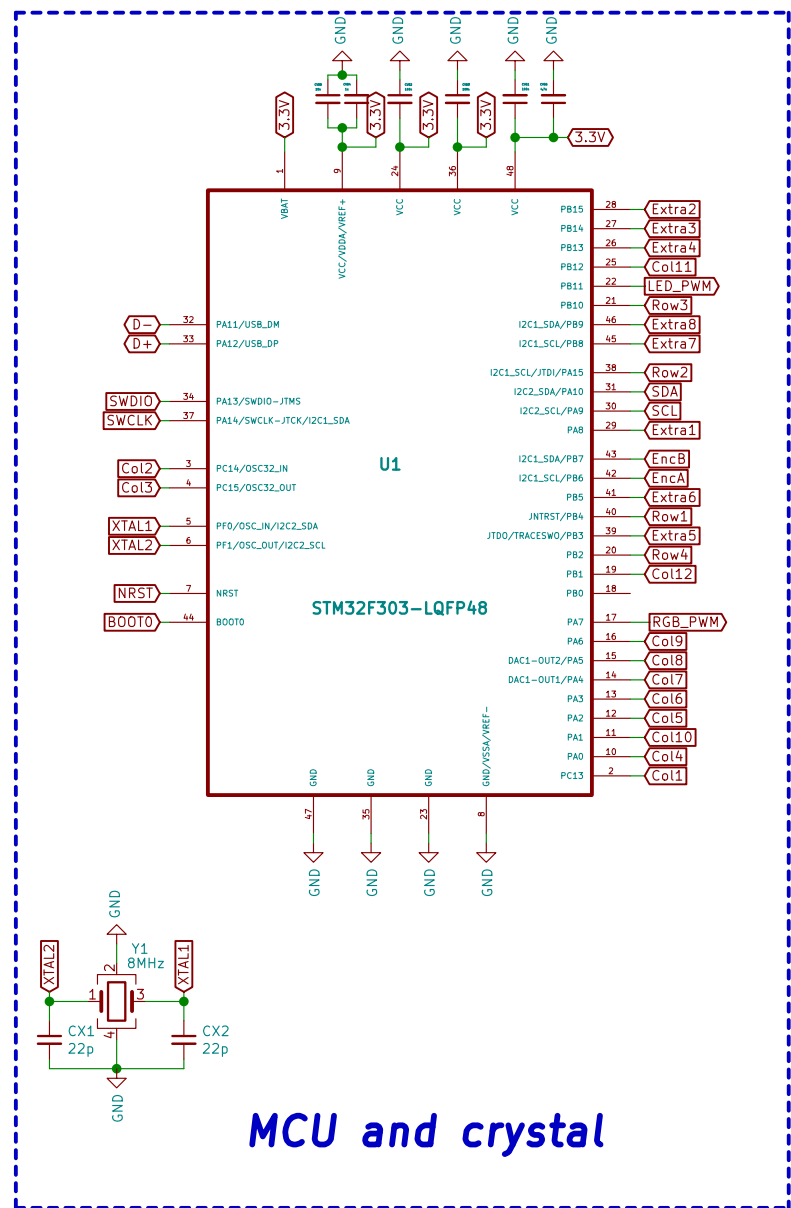 GND GND GND GND GND
3.3V 3.3V 3.3V 3.3V 3.3V
1 9 24 36 48
VBAT VCC/VDDA/VREF+ VCC VCC VCC
PB15 28 Extra2
PB14 27 Extra3
PB13 26 Extra4
PB12 25 Col11
PB11 22 LED_PWM
PB10 21 Row3
D- 32 PA11/USB_DM I2C1_SDA/PB9 46 Extra8
D+ 33 PA12/USB_DP I2C1_SCL/PB8 45 Extra7
I2C1_SCL/JTDI/PA15 38 Row2
I2C2_SDA/PA10 31 SDA
SWDIO 34 PA13/SWDIO-JTMS I2C2_SCL/PA9 30 SCL
SWCLK 37 PA14/SWCLK-JTCK/I2C1_SDA PA8 29 Extra1
I2C1_SDA/PB7 43 EncB
U1
Col2 3 PC14/OSC32_IN I2C1_SCL/PB6 42 EncA
Col3 4 PC15/OSC32_OUT PB5 41 Extra6
JNTRST/PB4 40 Row1
XTAL1 5 PF0/OSC_IN/I2C2_SDA JTDO/TRACESWO/PB3 39 Extra5
XTAL2 6 PF1/OSC_OUT/I2C2_SCL PB2 20 Row4
PB1 19 Col12
NRST 7 NRST PB0 18
STM32F303-LQFP48
BOOT0 44 BOOT0 PA7 17 RGB_PWM
PA6 16 Col9
DAC1-OUT2/PA5 15 Col8
DAC1-OUT1/PA4 14 Col7
PA3 13 Col6
PA2 12 Col5
PA1 11 Col10
PA0 10 Col4
PC13 2 Col1
GND GND GND GND/VSSA/VREF-
47 35 23 8
GND GND GND GND
GND
XTAL2 2 Y1 XTAL1
8MHz
1 3
4
CX1 CX2
22p 22p
GND
MCU and crystal